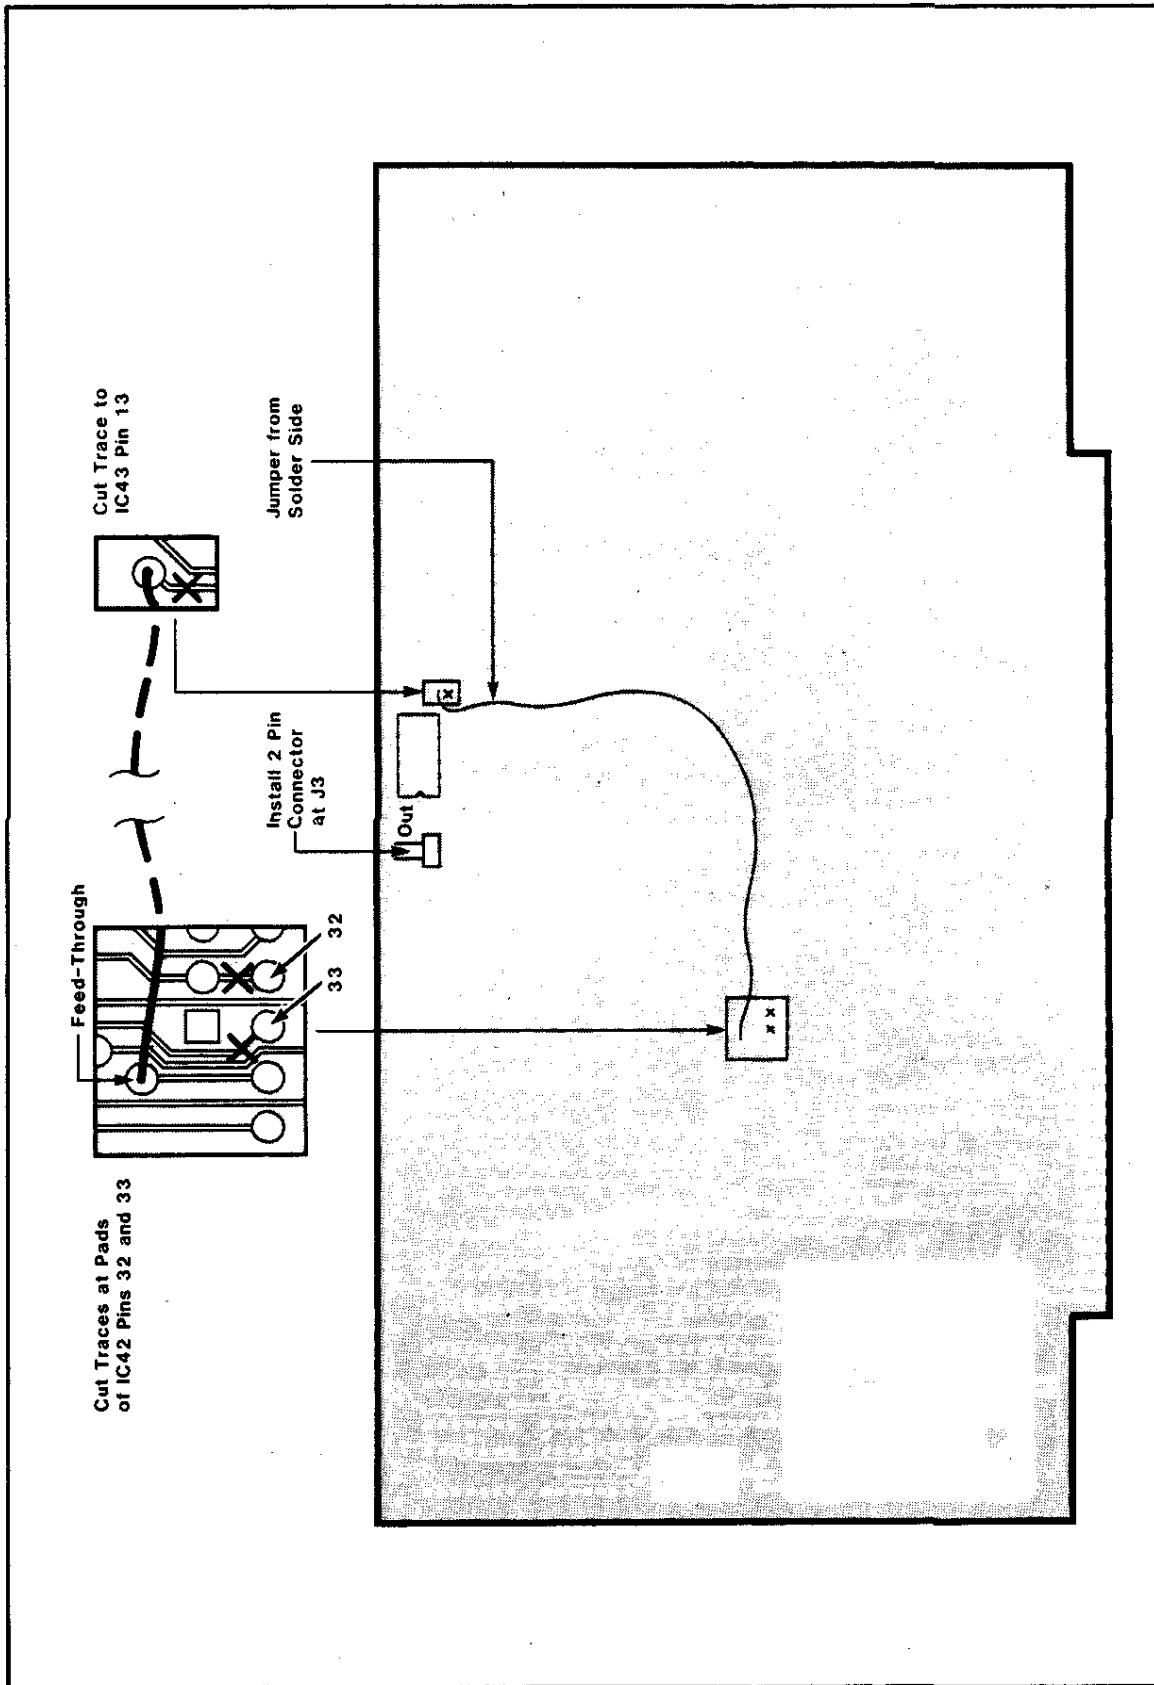 Cut Traces at Pads
of IC42 Pins 32 and 33
Feed-Through
33
32
Cut Trace to
IC43 Pin 13
Install 2 Pin
Connector
at J3
Jumper from
Solder Side
Out
x
x x